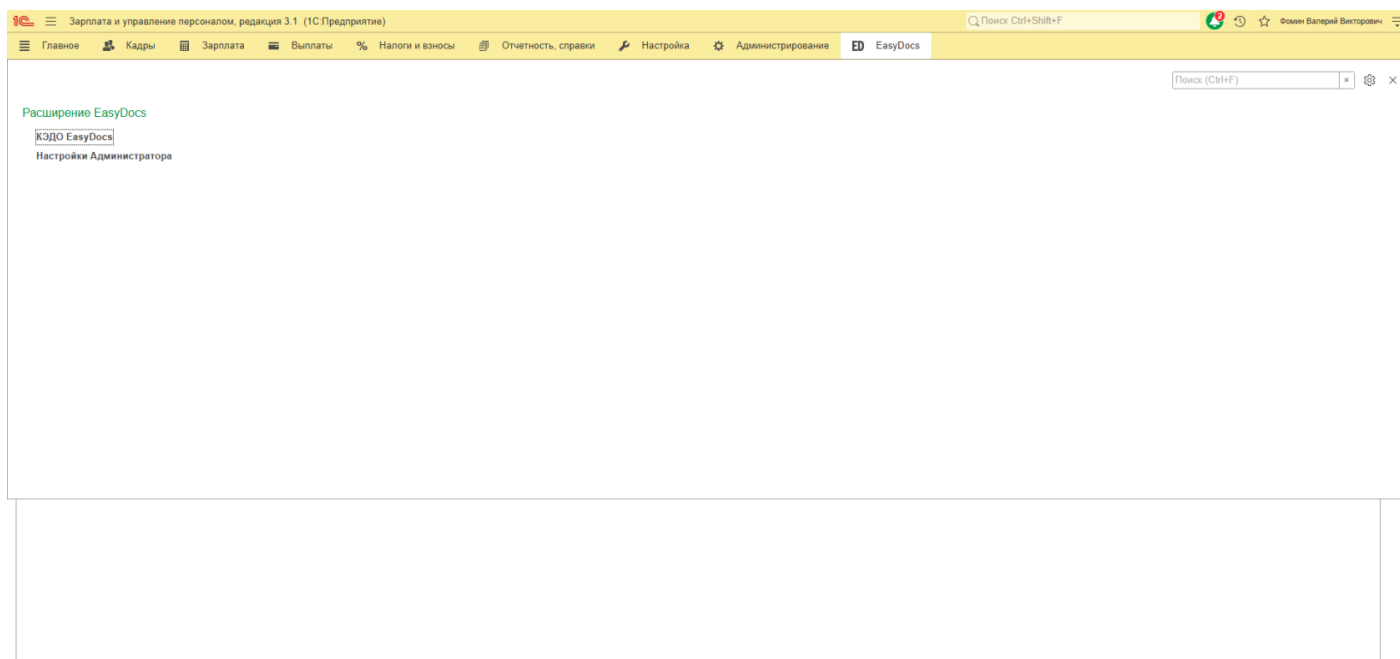 1С Зарплата и управление персоналом, редакция 3.1 (1С:Предприятие) Поиск Ctrl+Shift+F 2 Фомин Валерий Викторович
Главное Кадры Зарплата Выплаты % Налоги и взносы Отчетность, справки Настройка Администрирование ED EasyDocs
Поиск (Ctrl+F) ×
Расширение EasyDocs
КЭДО EasyDocs
Настройки Администратора